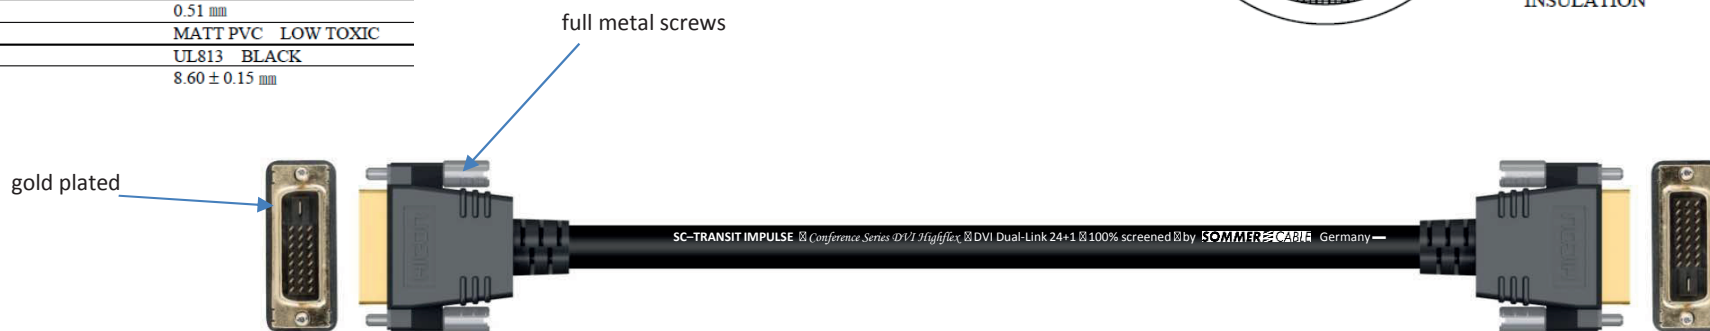 0.51 mm
MATT PVC LOW TOXIC
UL813 BLACK
8.60 ± 0.15 mm
full metal screws
INSULATION
gold plated
SC–TRANSIT IMPULSE Conference Series DVI Highflex DVI Dual-Link 24+1 100% screened by SOMMER CABLE Germany